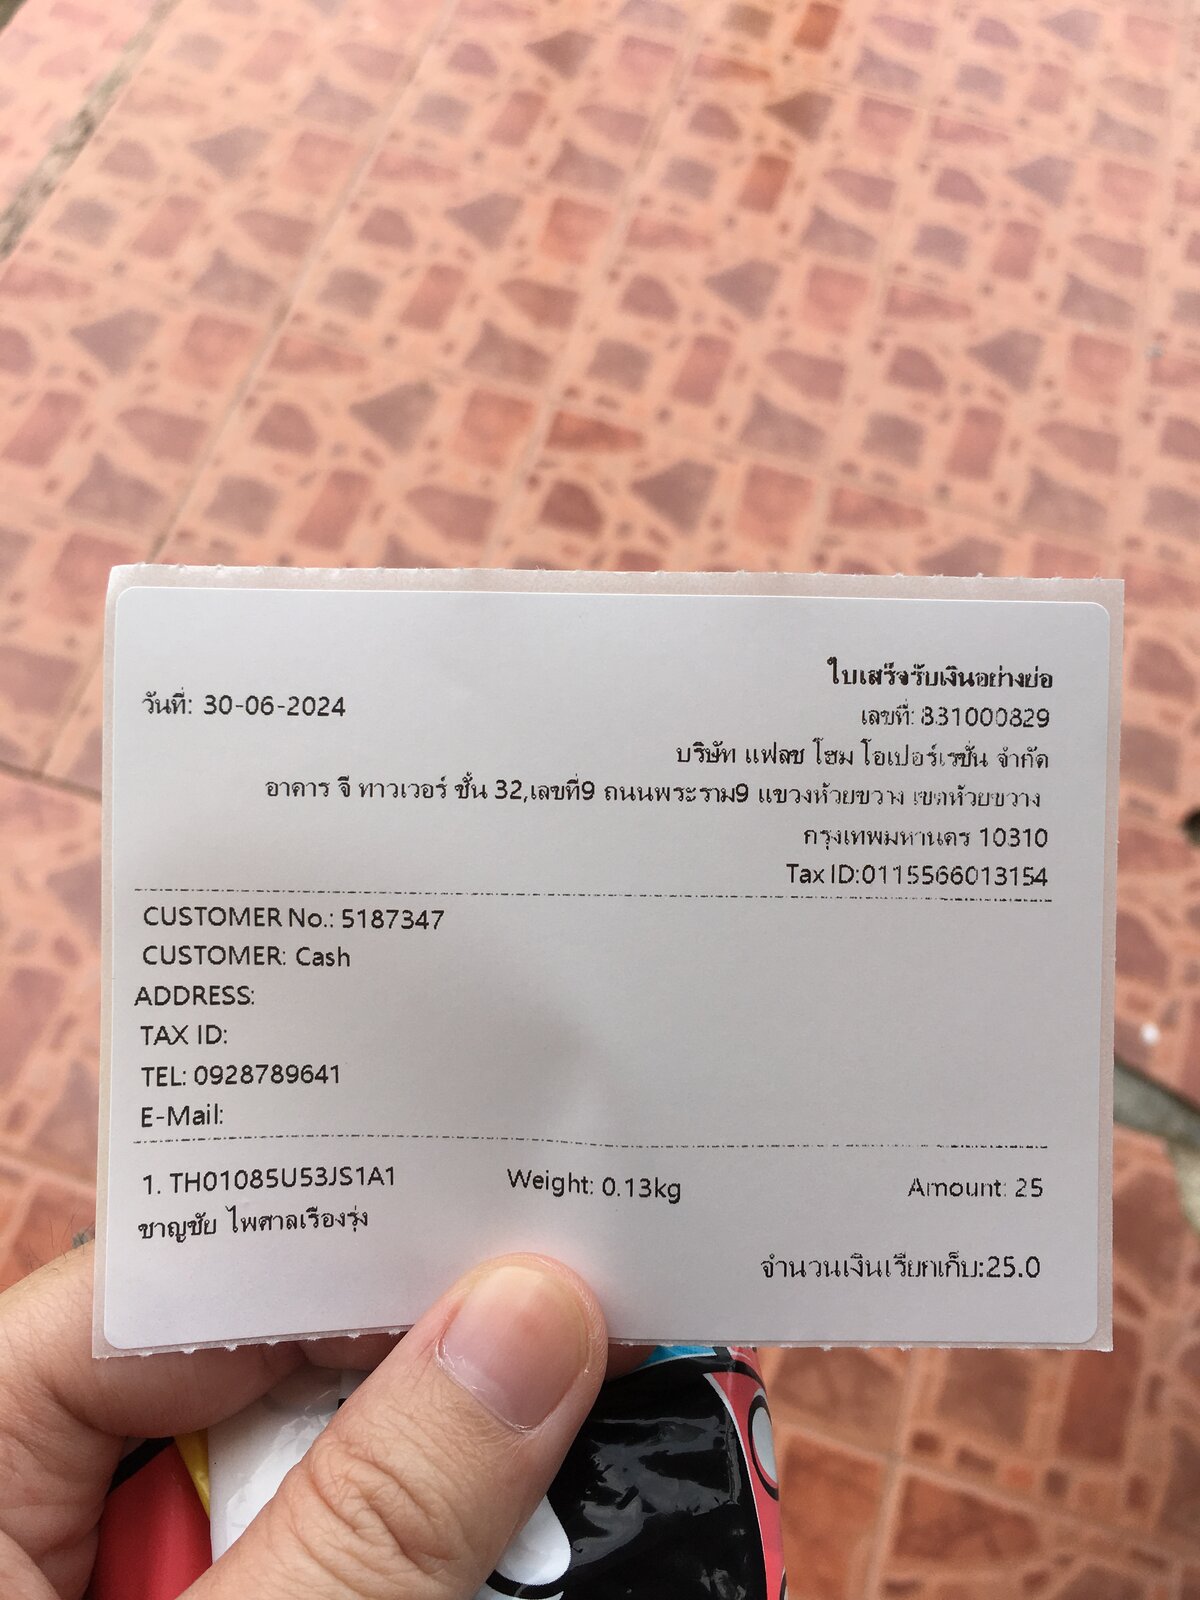 ใบเสร็จรับเงินอย่างย่อ
วันที่: 30-06-2024
เลขที่: 831000829
บริษัท แฟลช โฮม โอเปอร์เรชั่น จำกัด
อาคาร จี ทาวเวอร์ ชั้น 32,เลขที่9 ถนนพระราม9 แขวงห้วยขวาง เขตห้วยขวาง
กรุงเทพมหานคร 10310
Tax ID:0115566013154
CUSTOMER No.: 5187347
CUSTOMER: Cash
ADDRESS:
TAX ID:
TEL: 0928789641
E-Mail:
1. TH01085U53JS1A1 Weight: 0.13kg Amount: 25
ชาญชัย ไพศาลเรืองรุ่ง
จำนวนเงินเรียกเก็บ:25.0